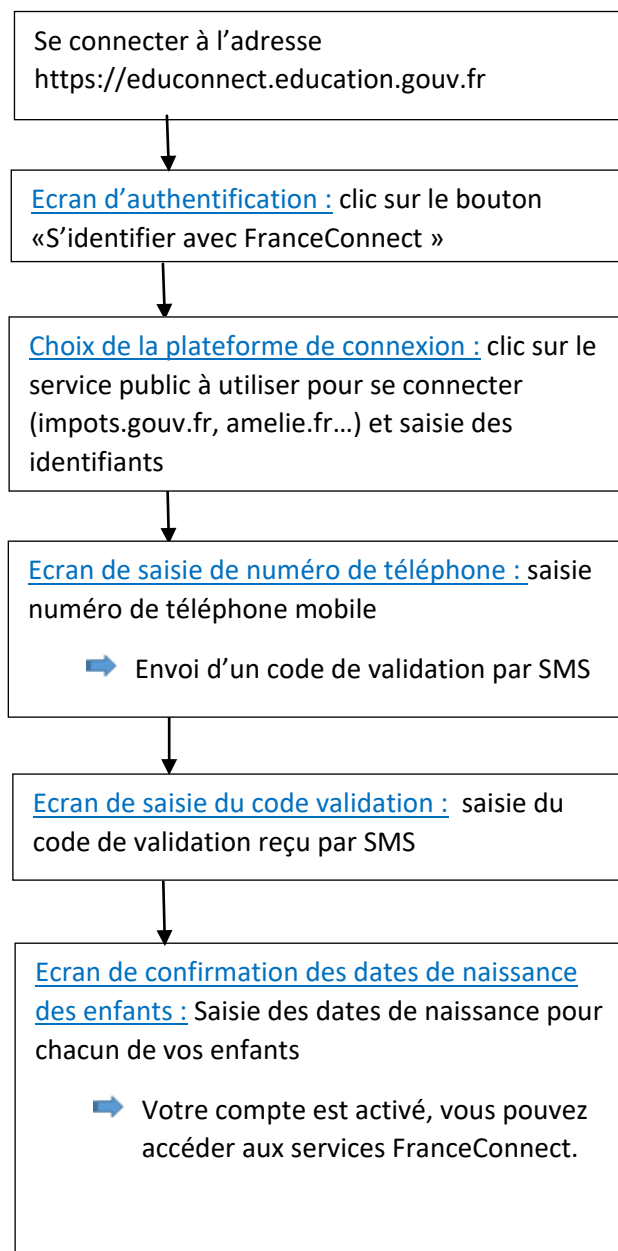 Se connecter à l’adresse
https://educonnect.education.gouv.fr
Ecran d’authentification : clic sur le bouton
«S’identifier avec FranceConnect »
Choix de la plateforme de connexion : clic sur le
service public à utiliser pour se connecter
(impots.gouv.fr, amelie.fr…) et saisie des
identifiants
Ecran de saisie de numéro de téléphone : saisie
numéro de téléphone mobile
Envoi d’un code de validation par SMS
Ecran de saisie du code validation : saisie du
code de validation reçu par SMS
Ecran de confirmation des dates de naissance
des enfants : Saisie des dates de naissance pour
chacun de vos enfants
Votre compte est activé, vous pouvez
accéder aux services FranceConnect.